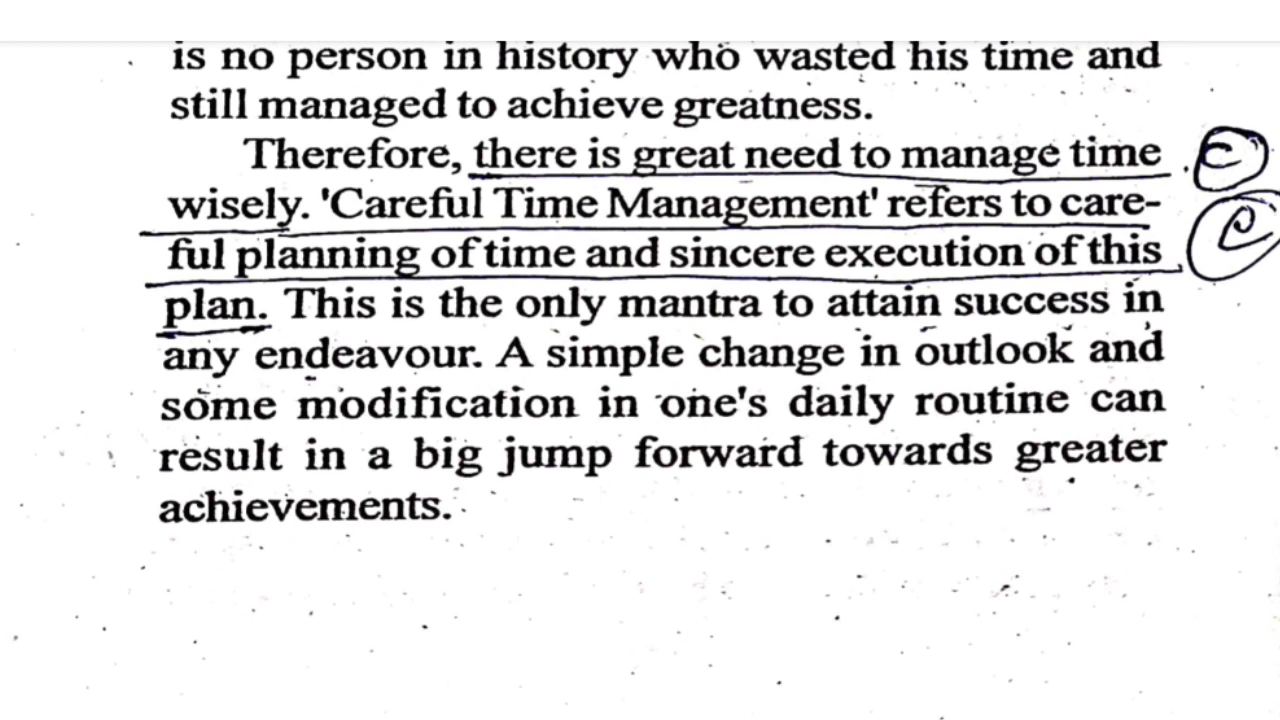 is no person in history who wasted his time and
still managed to achieve greatness.
Therefore, there is great need to manage time
wisely. 'Careful Time Management' refers to care-
ful planning of time and sincere execution of this
plan. This is the only mantra to attain success in
any endeavour. A simple change in outlook and
some modification in one's daily routine can
result in a big jump forward towards greater
achievements.